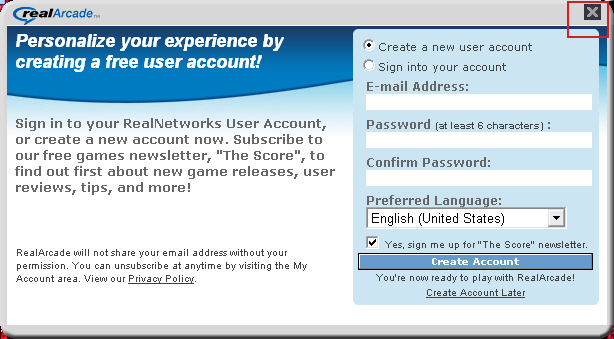 realArcade™
Personalize your experience by
creating a free user account!
Sign in to your RealNetworks User Account,
or create a new account now. Subscribe to
our free games newsletter, "The Score", to
find out first about new game releases, user
reviews, tips, and more!
RealArcade will not share your email address without your
permission. You can unsubscribe at anytime by visiting the My
Account area. View our Privacy Policy.
Create a new user account
Sign into your account
E-mail Address:
Password (at least 6 characters) :
Confirm Password:
Preferred Language:
English (United States)
Yes, sign me up for "The Score" newsletter.
Create Account
You're now ready to play with RealArcade!
Create Account Later